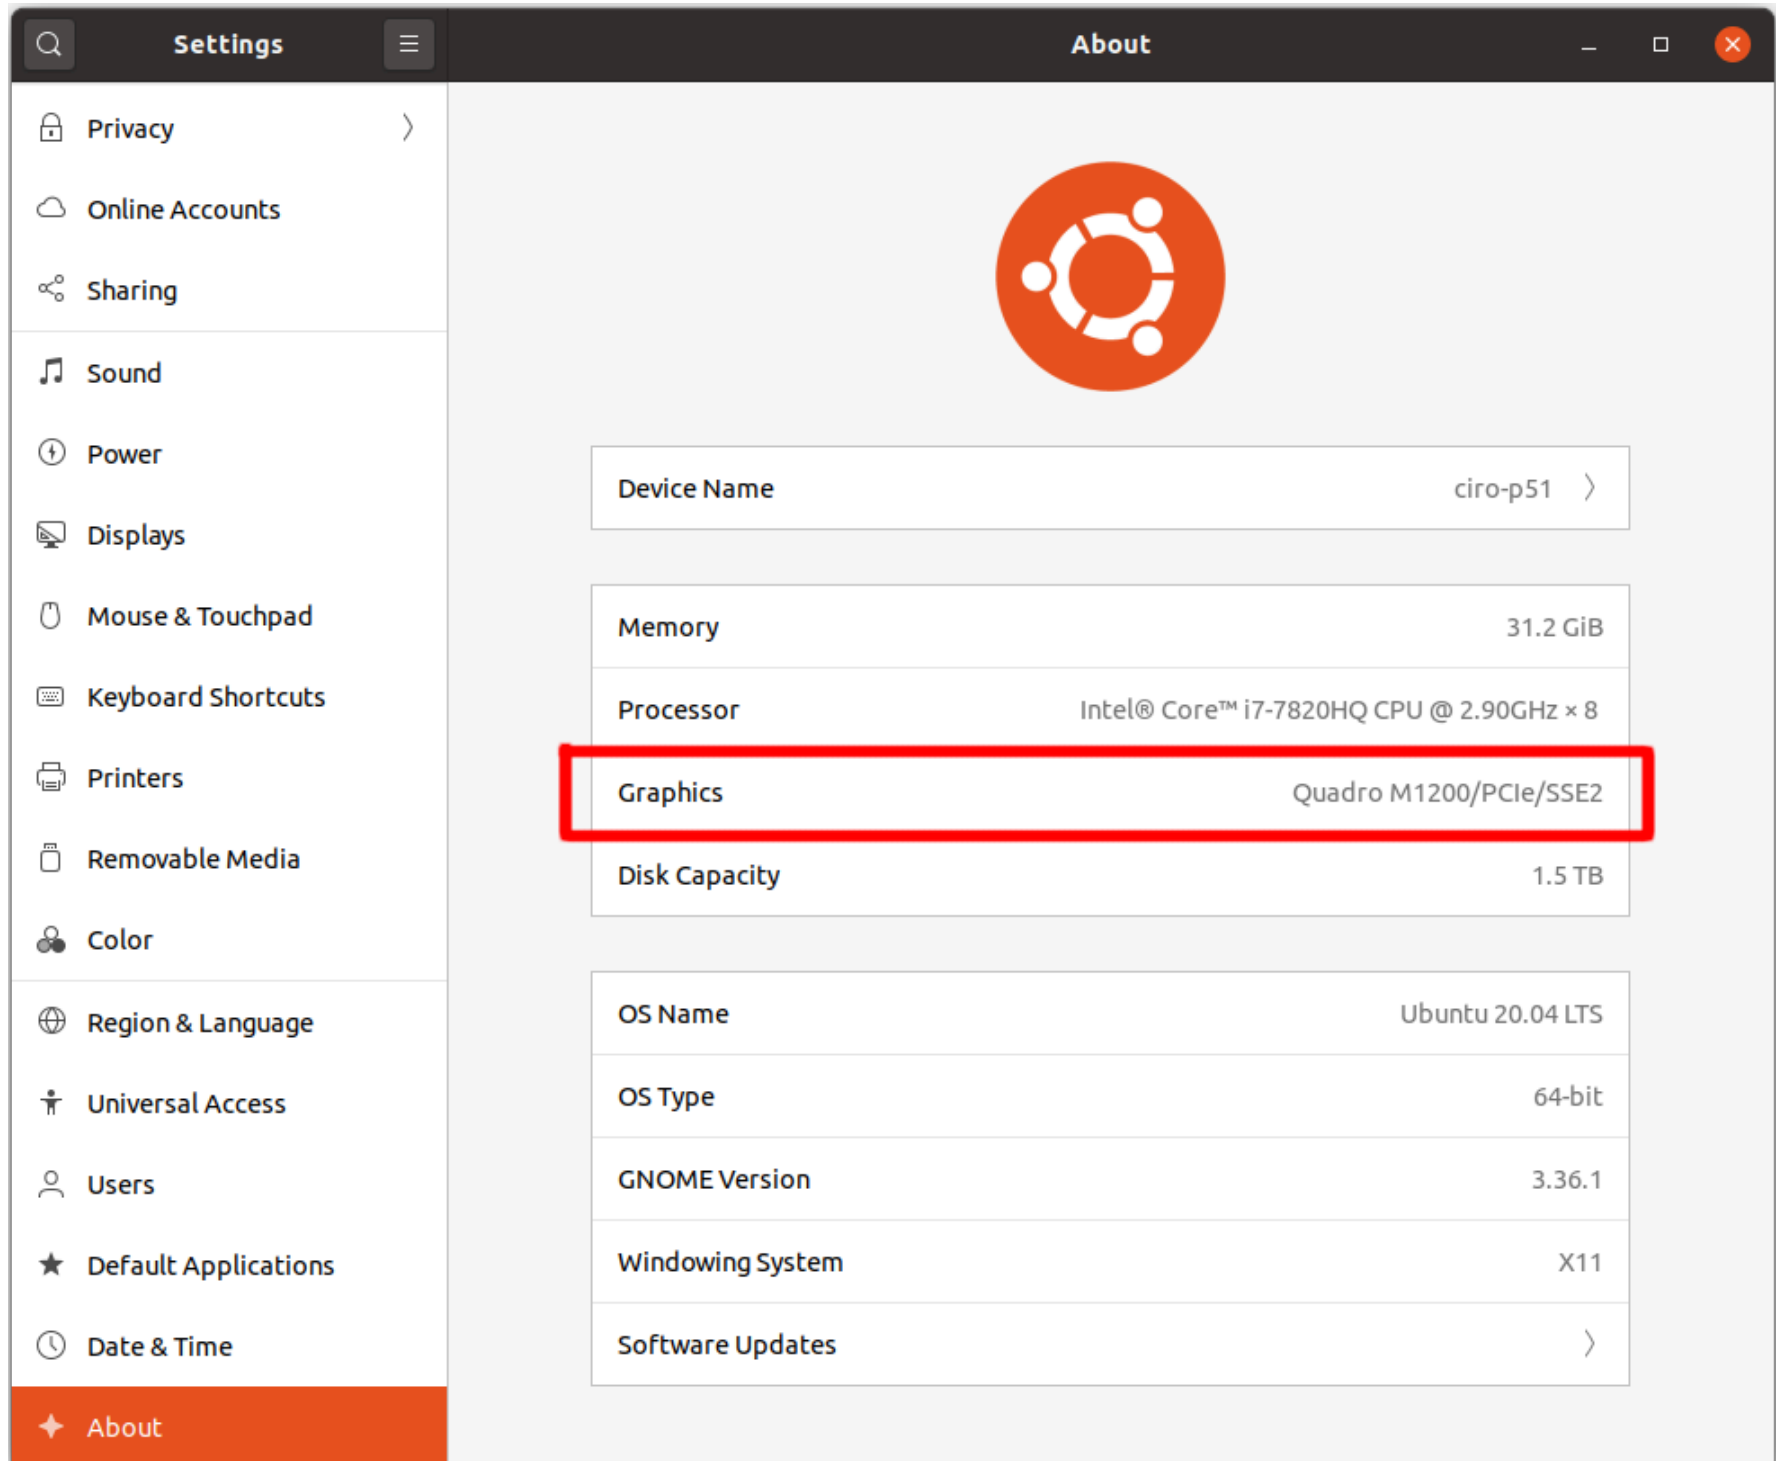 Settings
About
Privacy
Online Accounts
Sharing
Sound
Power
Displays
Mouse & Touchpad
Keyboard Shortcuts
Printers
Removable Media
Color
Region & Language
Universal Access
Users
Default Applications
Date & Time
About
Device Name ciro-p51
Memory 31.2 GiB
Processor Intel® Core™ i7-7820HQ CPU @ 2.90GHz × 8
Graphics Quadro M1200/PCIe/SSE2
Disk Capacity 1.5 TB
OS Name Ubuntu 20.04 LTS
OS Type 64-bit
GNOME Version 3.36.1
Windowing System X11
Software Updates